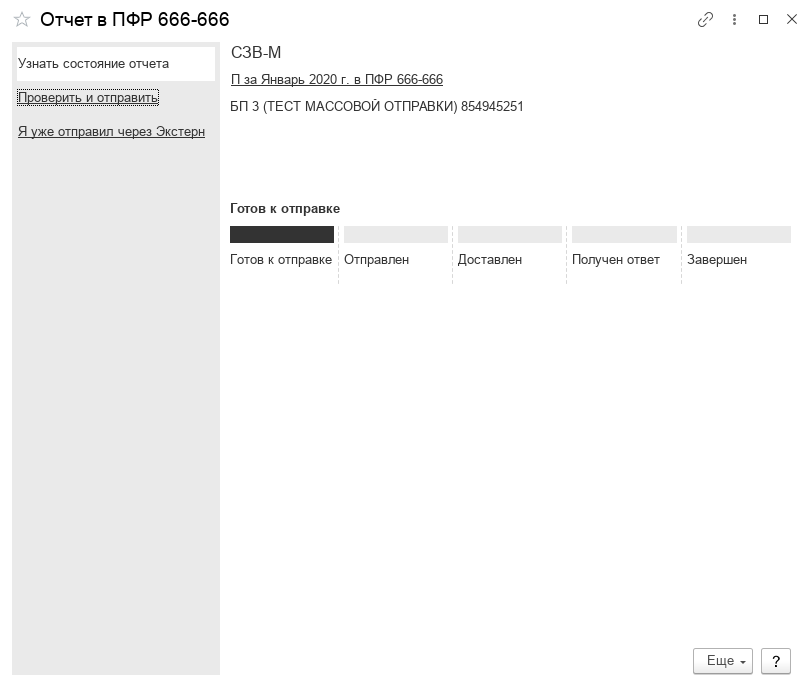 Отчет в ПФР 666-666
Узнать состояние отчета
Проверить и отправить
Я уже отправил через Экстерн
СЗВ-М
П за Январь 2020 г. в ПФР 666-666
БП 3 (ТЕСТ МАССОВОЙ ОТПРАВКИ) 854945251
Готов к отправке
Готов к отправке
Отправлен
Доставлен
Получен ответ
Завершен
Еще
?